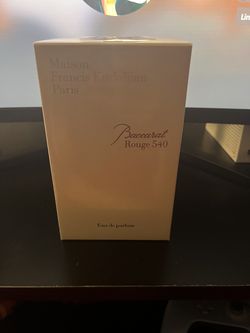 Maison
Francis Kurkdjian
Paris
Baccarat
Rouge 540
Eau de parfum